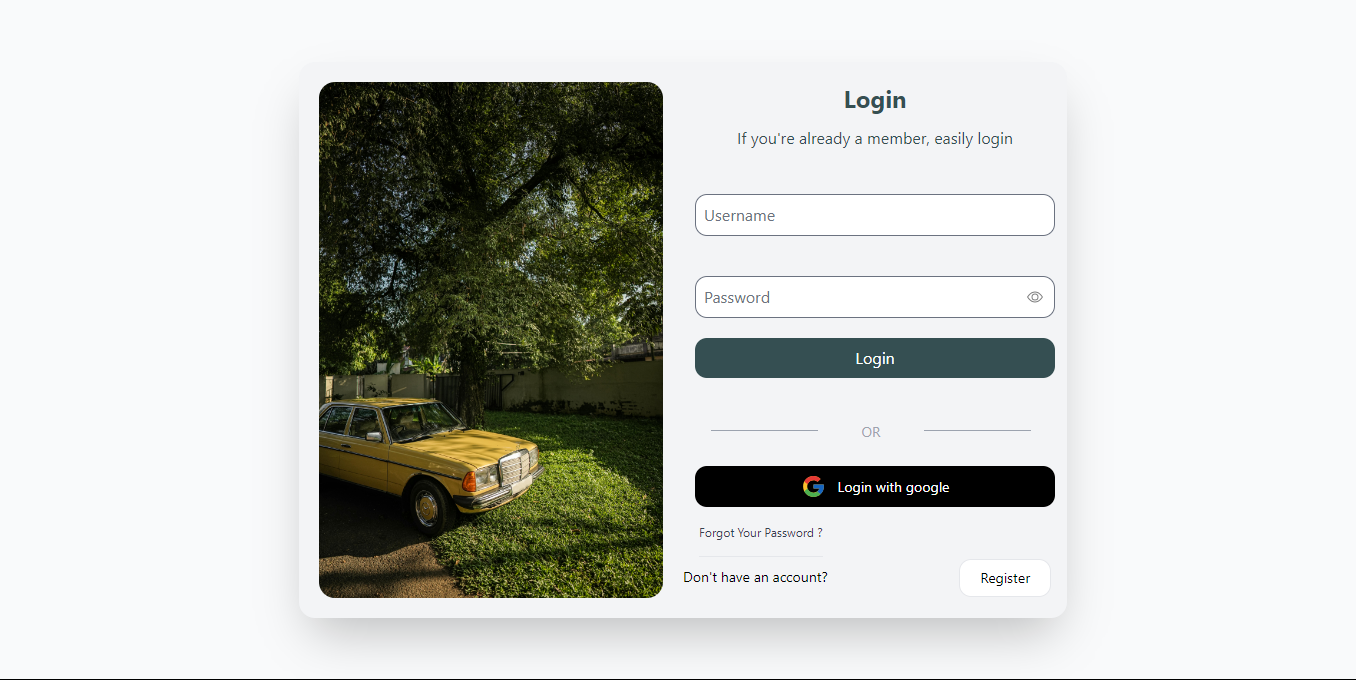 Login
If you're already a member, easily login
Username
Password
Login
OR
Login with google
Forgot Your Password ?
Don't have an account?
Register